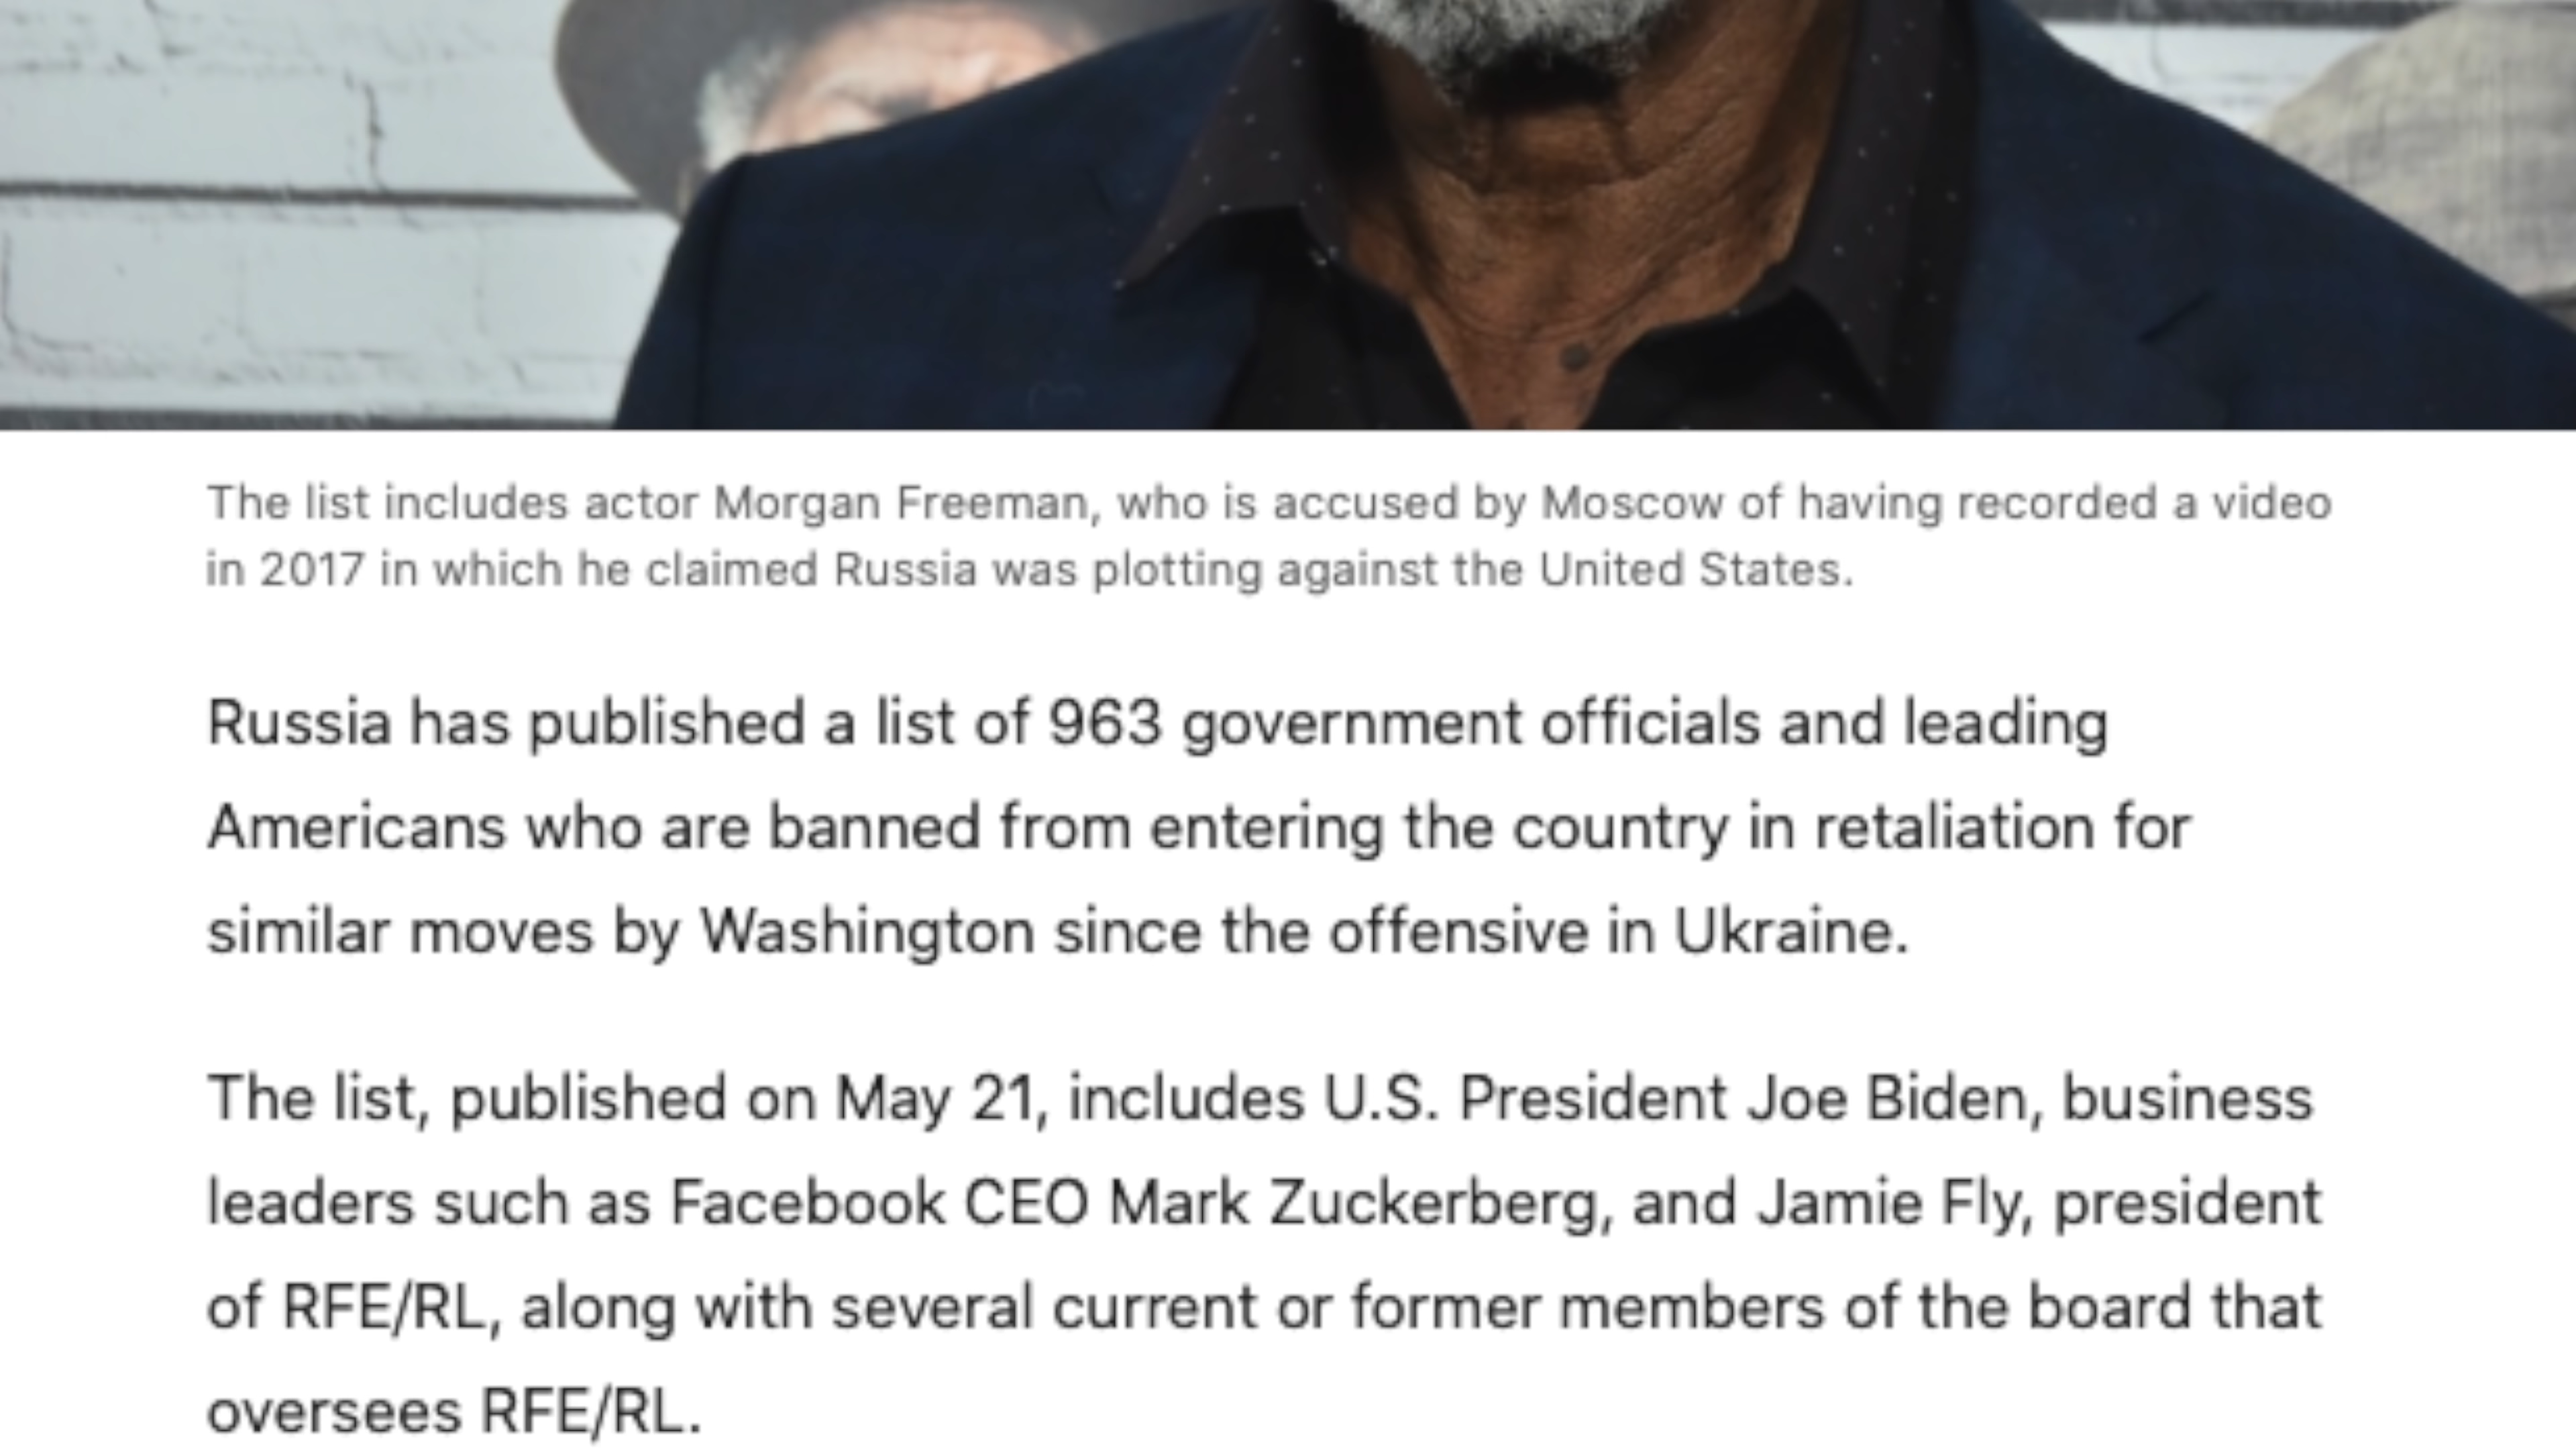 The list includes actor Morgan Freeman, who is accused by Moscow of having recorded a video
in 2017 in which he claimed Russia was plotting against the United States.
Russia has published a list of 963 government officials and leading
Americans who are banned from entering the country in retaliation for
similar moves by Washington since the offensive in Ukraine.
The list, published on May 21, includes U.S. President Joe Biden, business
leaders such as Facebook CEO Mark Zuckerberg, and Jamie Fly, president
of RFE/RL, along with several current or former members of the board that
oversees RFE/RL.